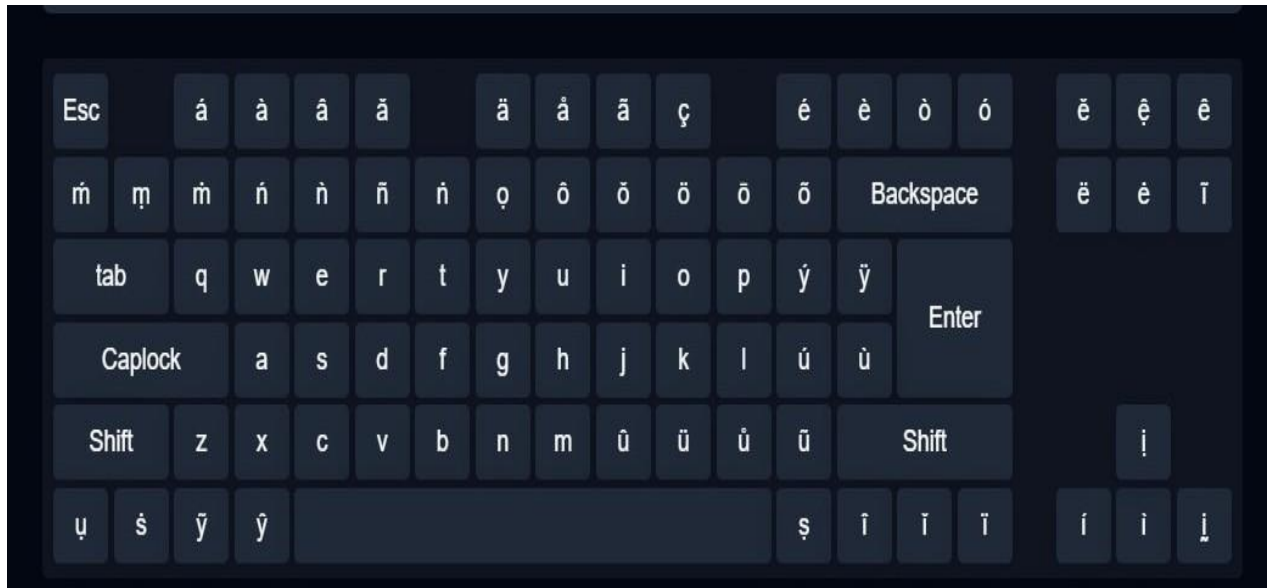 Esc á à â ă ä å ã ç é è ò ó ĕ ệ ê
ḿ ṃ ṁ ń ǹ ñ ṅ ọ ô ŏ ö ō õ Backspace ë ė ĩ
tab q w e r t y u i o p ý ÿ Enter
Caplock a s d f g h j k l ú ù
Shift z x c v b n m û ü ů ũ Shift ị
ụ ṡ ỹ ŷ ṣ î ĭ ï í ì ḭ